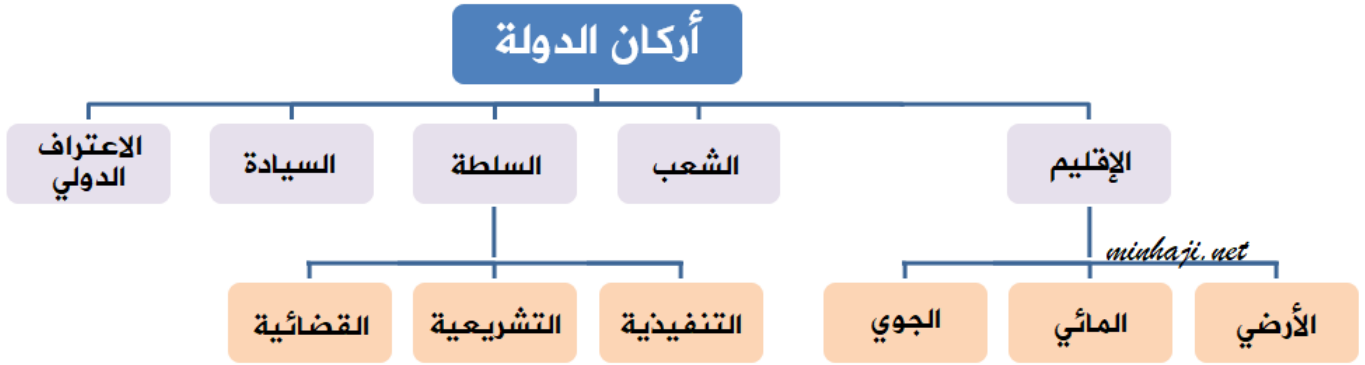 أركان الدولة
الإقليم
الشعب
السلطة
السيادة
الاعتراف
الدولي
minhaji.net
الأرضي
المائي
الجوي
التنفيذية
التشريعية
القضائية